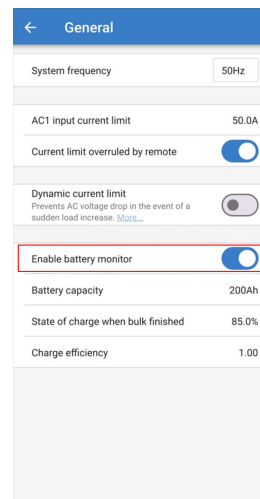 General
System frequency
50Hz
AC1 input current limit
50.0A
Current limit overruled by remote
Dynamic current limit
Prevents AC voltage drop in the event of a
sudden load increase. More...
Enable battery monitor
Battery capacity
200Ah
State of charge when bulk finished
85.0%
Charge efficiency
1.00